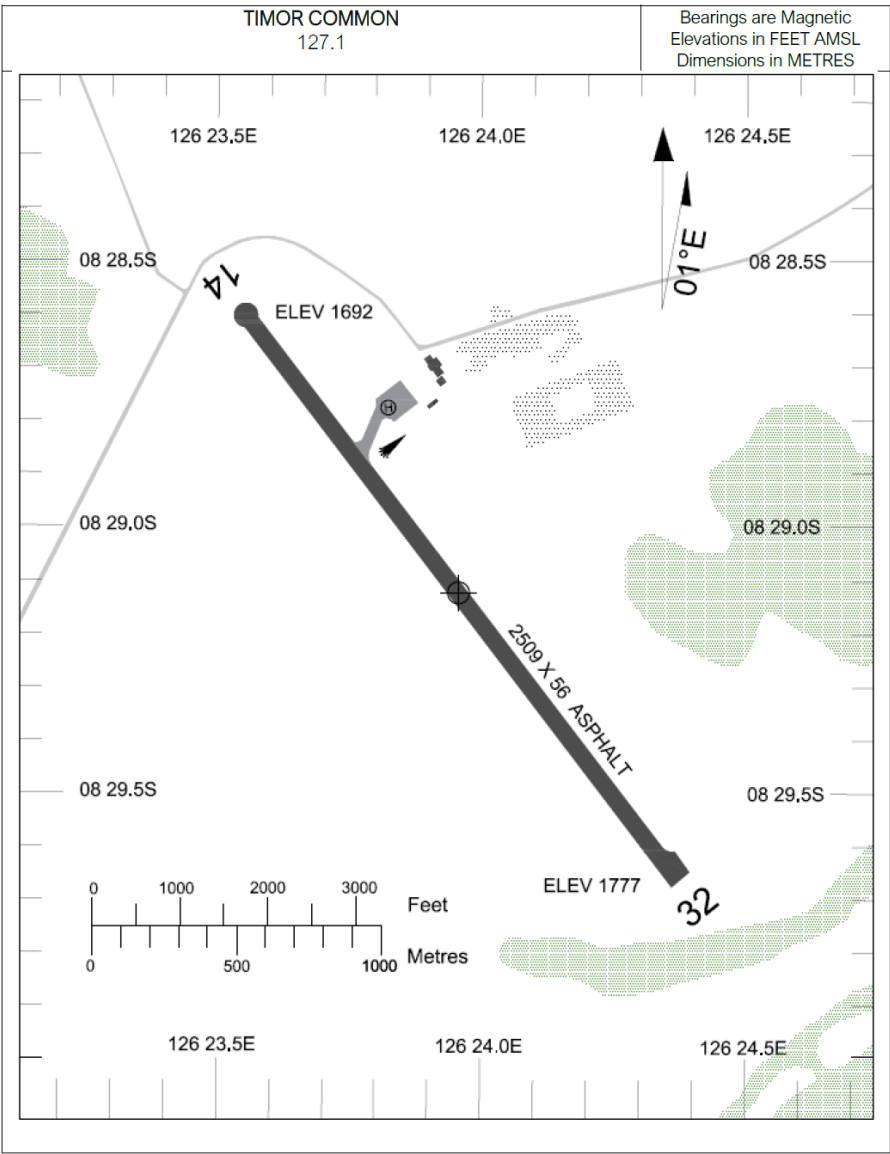 TIMOR COMMON
127.1
Bearings are Magnetic
Elevations in FEET AMSL
Dimensions in METRES
126 23.5E
126 24.0E
126 24.5E
01°E
08 28.5S
08 28.5S
14
ELEV 1692
H
08 29.0S
08 29.0S
2509 X 56 ASPHALT
08 29.5S
08 29.5S
ELEV 1777
32
0 1000 2000 3000
Feet
Metres
0 500 1000
126 23.5E
126 24.0E
126 24.5E